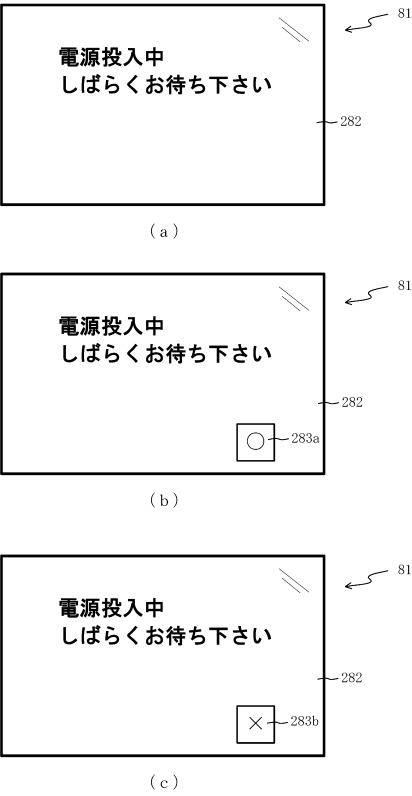 81
電源投入中
しばらくお待ち下さい
282
(a)
81
電源投入中
しばらくお待ち下さい
282
283a
(b)
81
電源投入中
しばらくお待ち下さい
282
283b
(c)